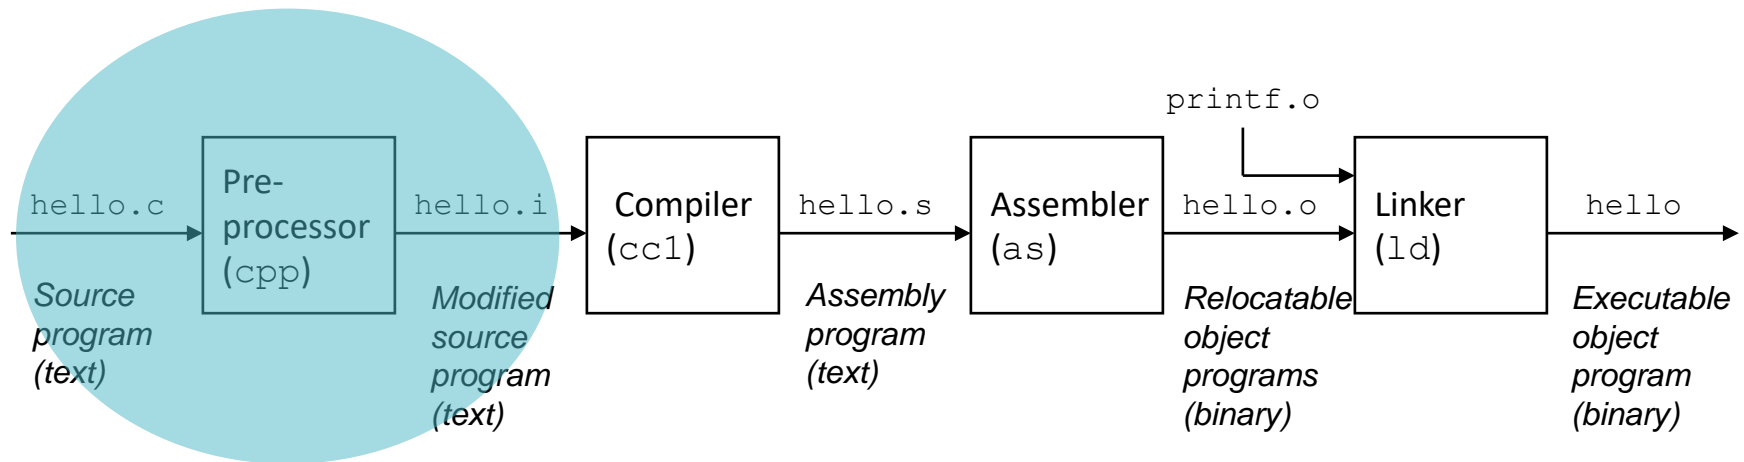 printf.o
hello.c
Pre-
processor
(cpp)
hello.i
Compiler
(cc1)
hello.s
Assembler
(as)
hello.o
Linker
(ld)
hello
Source
program
(text)
Modified
source
program
(text)
Assembly
program
(text)
Relocatable
object
programs
(binary)
Executable
object
program
(binary)